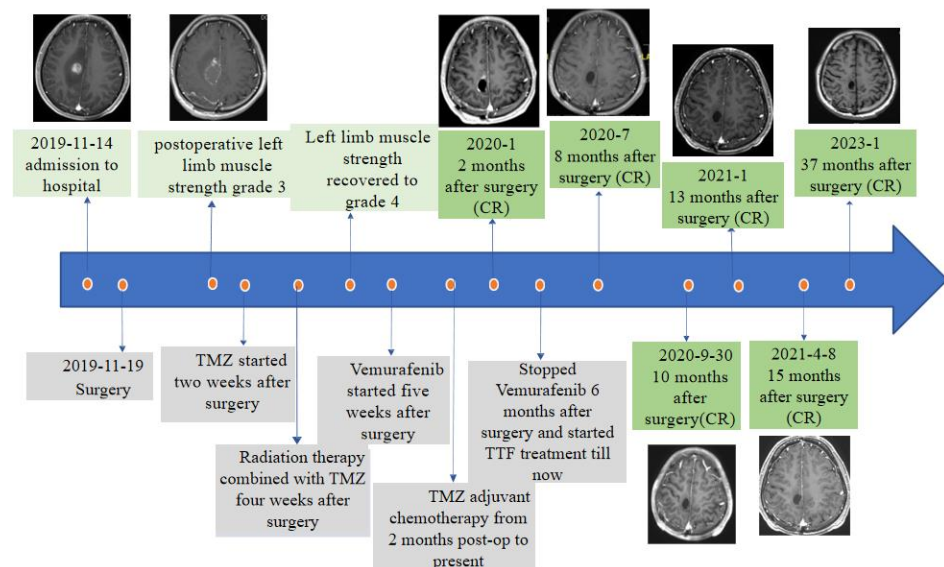 2019-11-14
admission to
hospital
postoperative left
limb muscle
strength grade 3
Left limb muscle
strength
recovered to
grade 4
2020-1
2 months
after surgery
(CR)
2020-7
8 months after
surgery (CR)
2021-1
13 months after
surgery (CR)
2023-1
37 months after
surgery (CR)
2019-11-19
Surgery
TMZ started
two weeks after
surgery
Radiation therapy
combined with TMZ
four weeks after
surgery
Vemurafenib
started five
weeks after
surgery
TMZ adjuvant
chemotherapy from
2 months post-op to
present
Stopped
Vemurafenib 6
months after
surgery and started
TTF treatment till
now
2020-9-30
10 months
after
surgery(CR)
2021-4-8
15 months
after surgery
(CR)